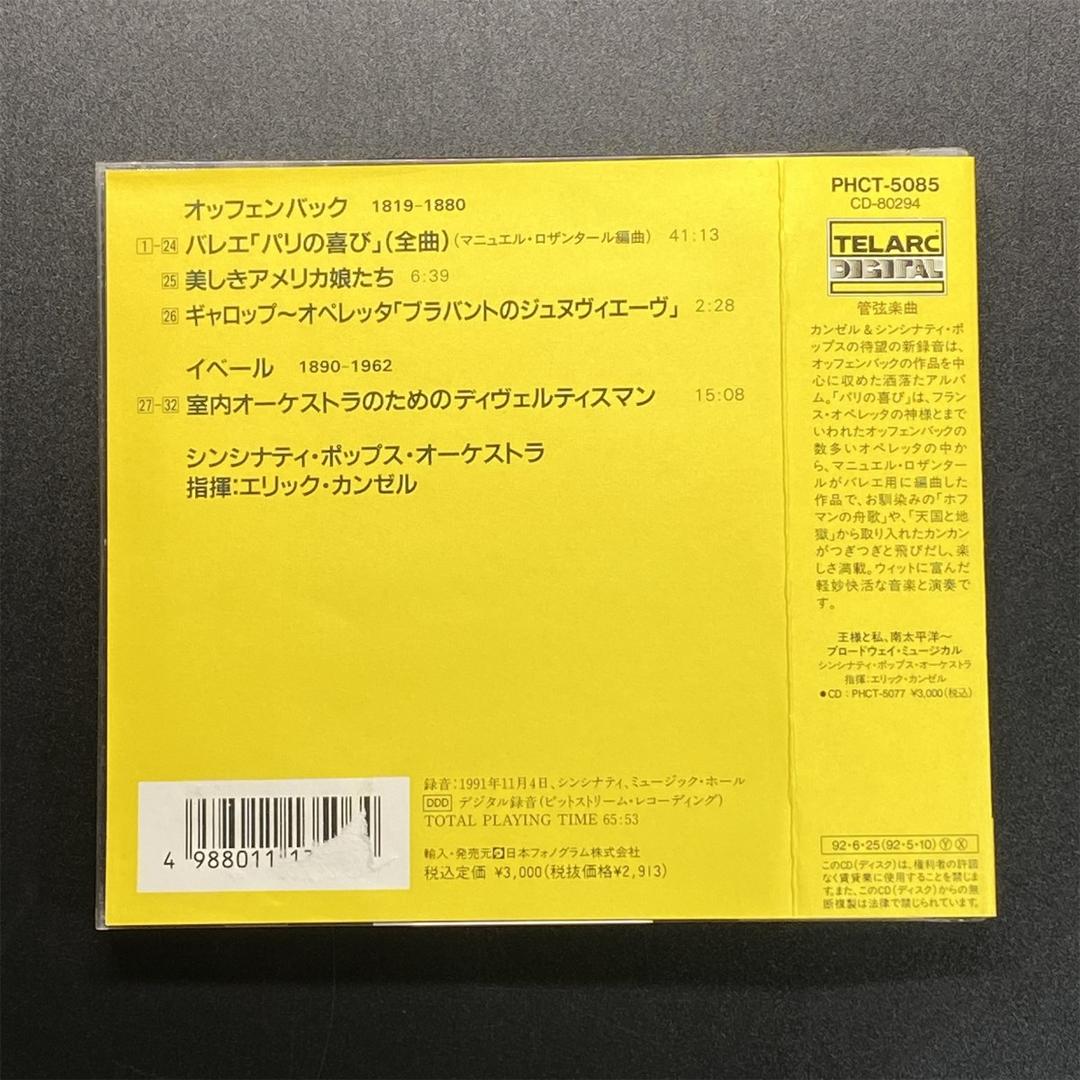 オッフェンバック 1819-1880
1-24 バレエ「パリの喜び」(全曲)(マニュエル・ロザンタール編曲) 41:13
25 美しきアメリカ娘たち 6:39
26 ギャロップ〜オペレッタ「ブラバントのジュヌヴィエーヴ」 2:28
イベール 1890-1962
27-32 室内オーケストラのためのディヴェルティスマン 15:08
シンシナティ・ポップス・オーケストラ
指揮:エリック・カンゼル
4 988011 1
録音:1991年11月4日、シンシナティ、ミュージック・ホール
DDD デジタル録音(ビットストリーム・レコーディング)
TOTAL PLAYING TIME 65:53
輸入・発売元 日本フォノグラム株式会社
税込定価 ¥3,000(税抜価格¥2,913)
PHCT-5085
CD-80294
TELARC
DIGITAL
管弦楽曲
カンゼル&シンシナティ・ポ
ップスの待望の新録音は、
オッフェンバックの作品を中
心に収めた洒落たアルバ
ム。「パリの喜び」は、フラン
ス・オペレッタの神様とまで
いわれたオッフェンバックの
数多いオペレッタの中か
ら、マニュエル・ロザンター
ルがバレエ用に編曲した
作品で、お馴染みの「ホフ
マンの舟歌」や、「天国と地
獄」から取り入れたカンカン
がつぎつぎと飛びだし、楽
しさ満載。ウィットに富んだ
軽妙快活な音楽と演奏で
す。
王様と私、南太平洋〜
ブロードウェイ・ミュージカル
シンシナティ・ポップス・オーケストラ
指揮:エリック・カンゼル
●CD:PHCT-5077 ¥3,000(税込)
92・6・25(92・5・10)Ⓨⓧ
このCD(ディスク)は、権利者の許諾
なく賃貸業に使用することを禁じま
す。また、このCD(ディスク)からの無
断複製は法律で禁じられています。